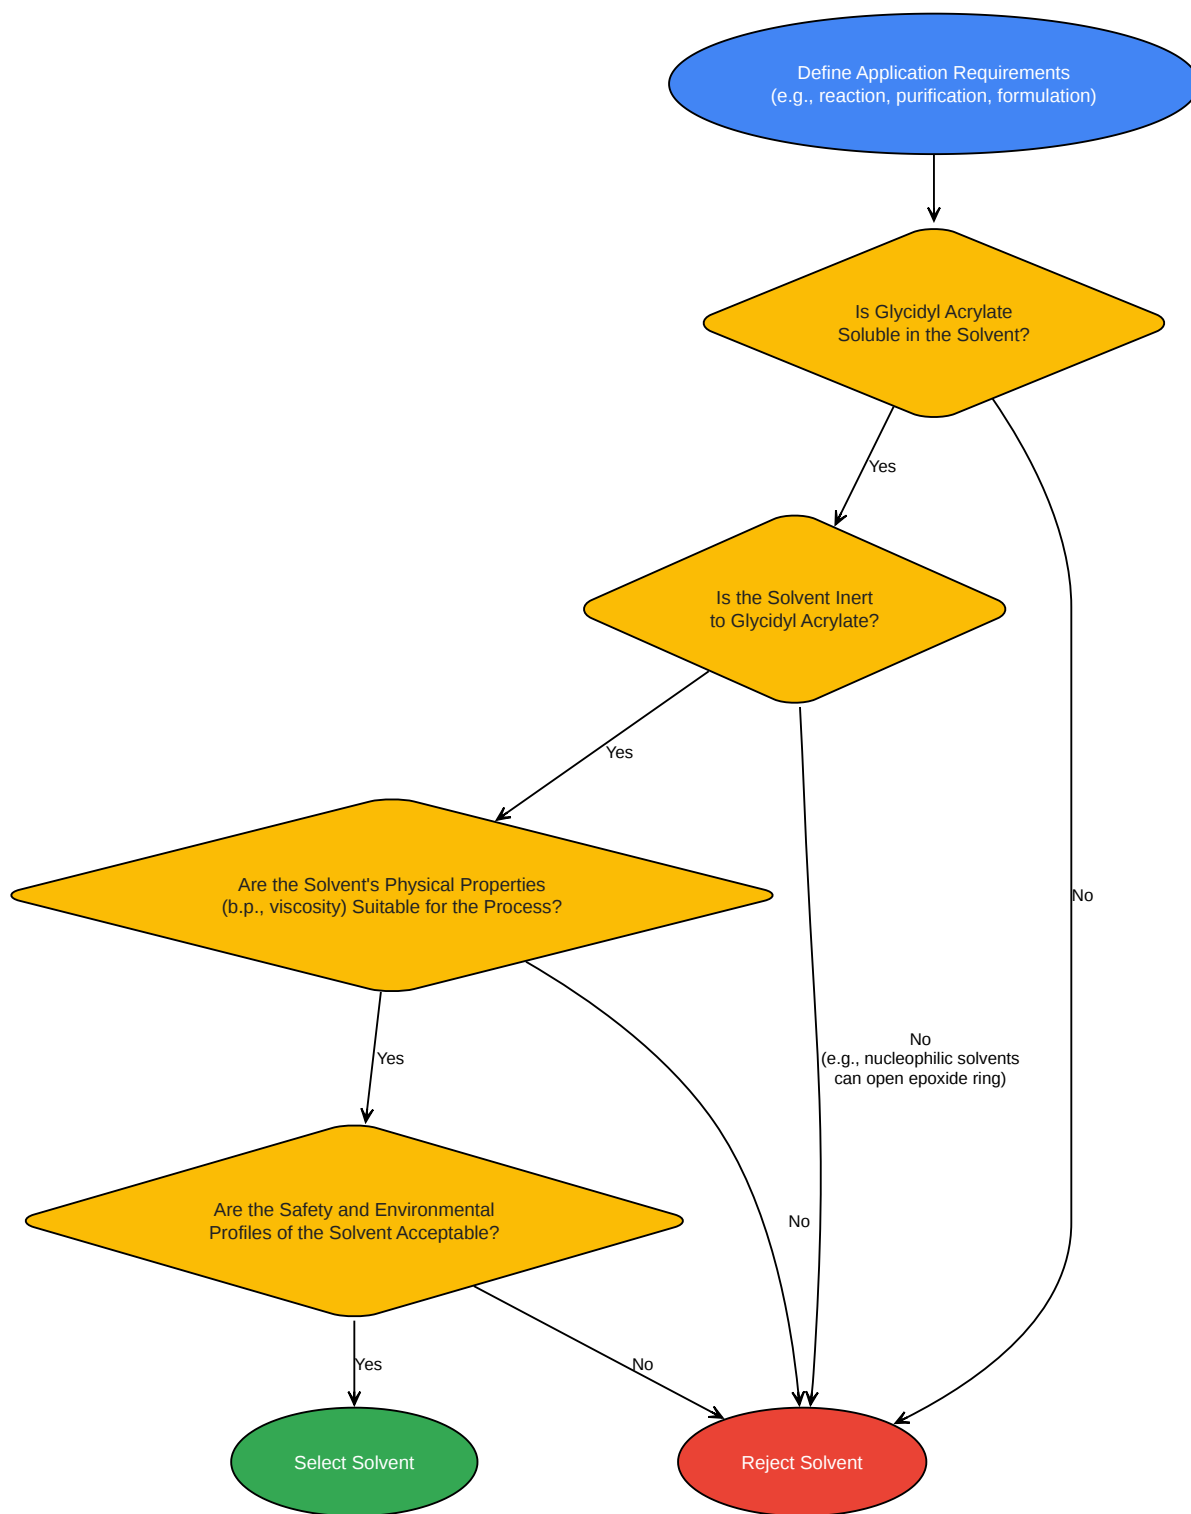 Define Application Requirements
(e.g., reaction, purification, formulation)
Is Glycidyl Acrylate
Soluble in the Solvent?
Yes
Is the Solvent Inert
to Glycidyl Acrylate?
Yes
Are the Solvent's Physical Properties
(b.p., viscosity) Suitable for the Process?
No
No
(e.g., nucleophilic solvents
can open epoxide ring)
Yes
Are the Safety and Environmental
Profiles of the Solvent Acceptable?
No
Yes
No
Select Solvent
Reject Solvent